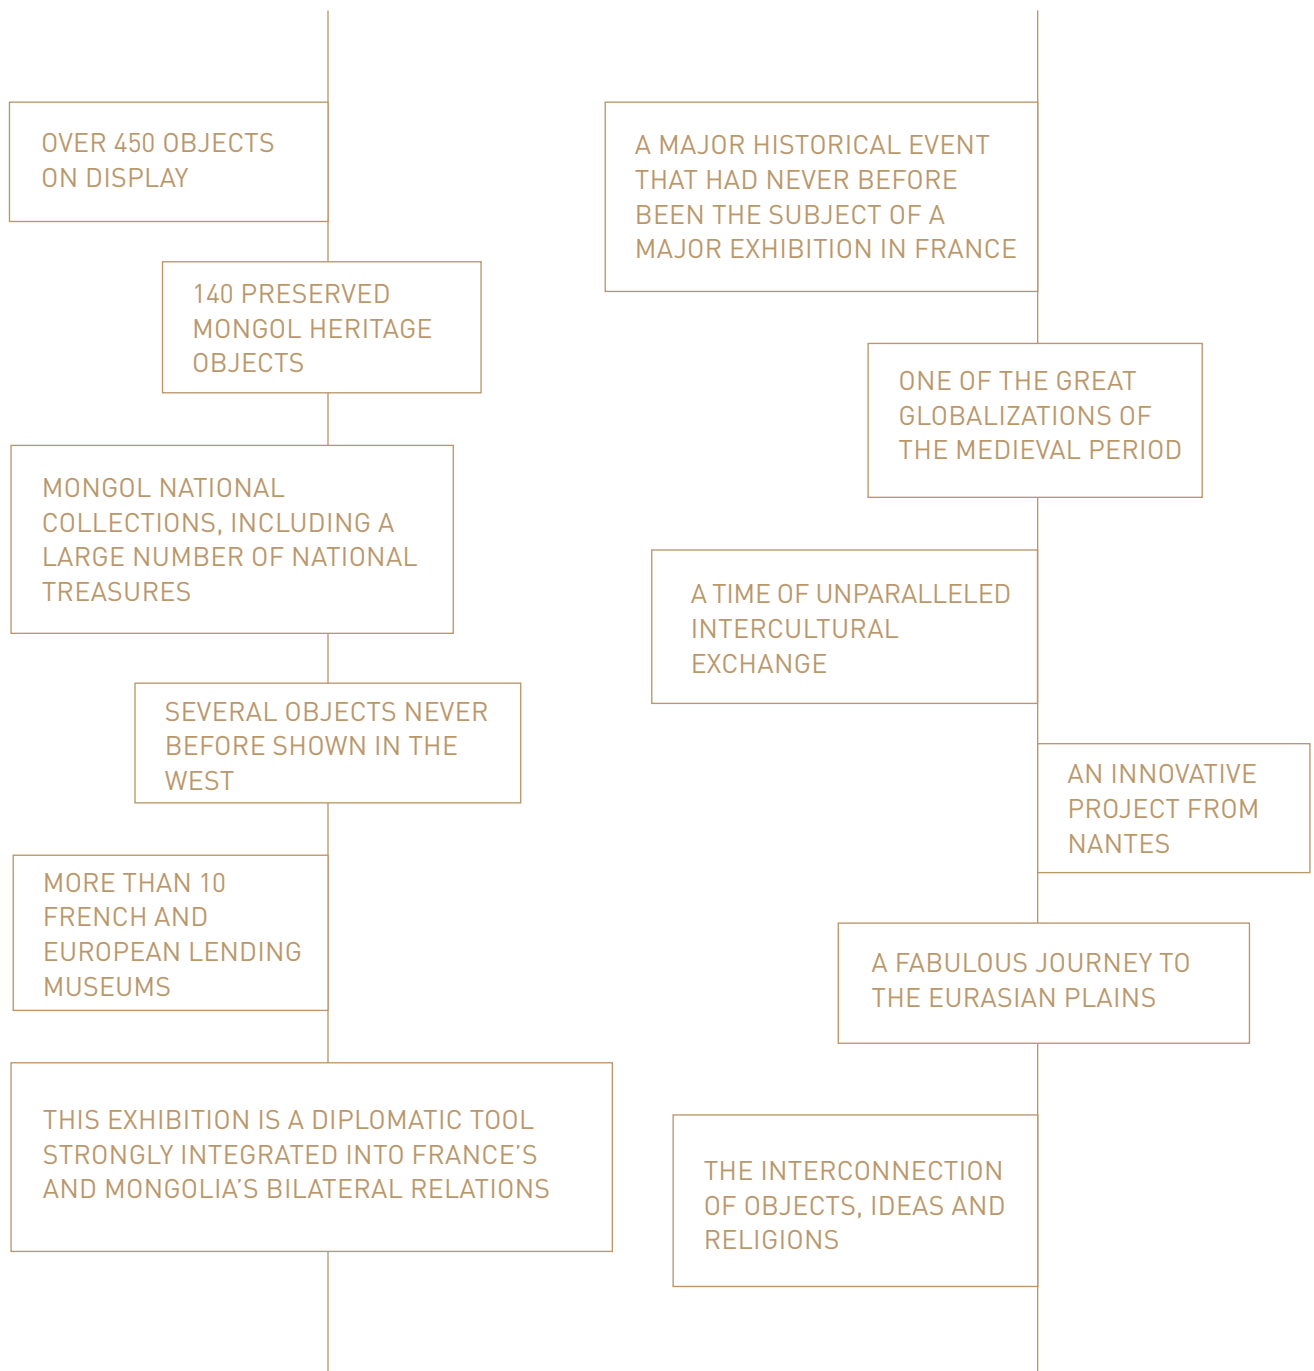 OVER 450 OBJECTS
ON DISPLAY
140 PRESERVED
MONGOL HERITAGE
OBJECTS
MONGOL NATIONAL
COLLECTIONS, INCLUDING A
LARGE NUMBER OF NATIONAL
TREASURES
SEVERAL OBJECTS NEVER
BEFORE SHOWN IN THE
WEST
MORE THAN 10
FRENCH AND
EUROPEAN LENDING
MUSEUMS
THIS EXHIBITION IS A DIPLOMATIC TOOL
STRONGLY INTEGRATED INTO FRANCE’S
AND MONGOLIA’S BILATERAL RELATIONS
A MAJOR HISTORICAL EVENT
THAT HAD NEVER BEFORE
BEEN THE SUBJECT OF A
MAJOR EXHIBITION IN FRANCE
ONE OF THE GREAT
GLOBALIZATIONS OF
THE MEDIEVAL PERIOD
A TIME OF UNPARALLELED
INTERCULTURAL
EXCHANGE
AN INNOVATIVE
PROJECT FROM
NANTES
A FABULOUS JOURNEY TO
THE EURASIAN PLAINS
THE INTERCONNECTION
OF OBJECTS, IDEAS AND
RELIGIONS